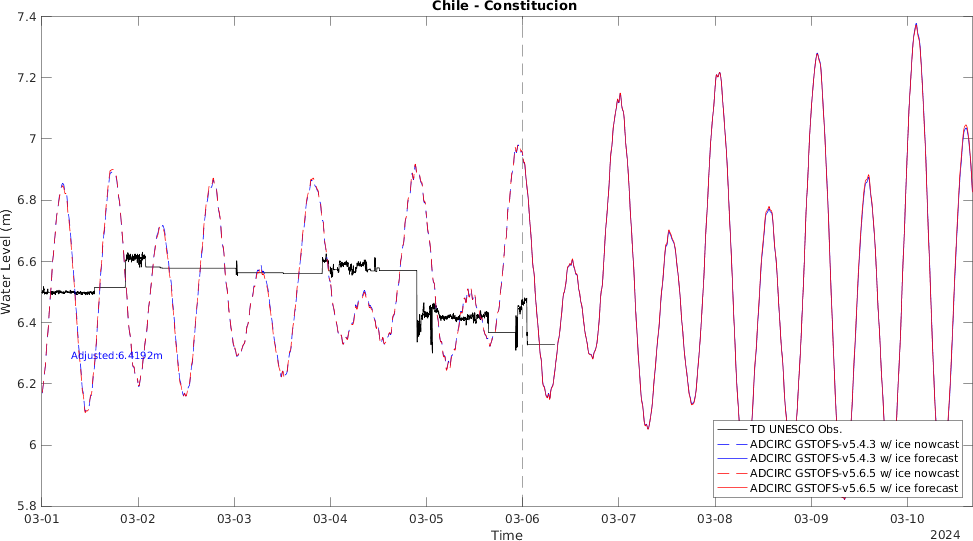 Chile - Constitucion
7.4
7.2
7
6.8
6.6
6.4
6.2
6
5.8
Water Level (m)
Adjusted:6.4192m
TD UNESCO Obs.
ADCIRC GSTOFS-v5.4.3 w/ ice nowcast
ADCIRC GSTOFS-v5.4.3 w/ ice forecast
ADCIRC GSTOFS-v5.6.5 w/ ice nowcast
ADCIRC GSTOFS-v5.6.5 w/ ice forecast
03-01 03-02 03-03 03-04 03-05 03-06 03-07 03-08 03-09 03-10
Time
2024